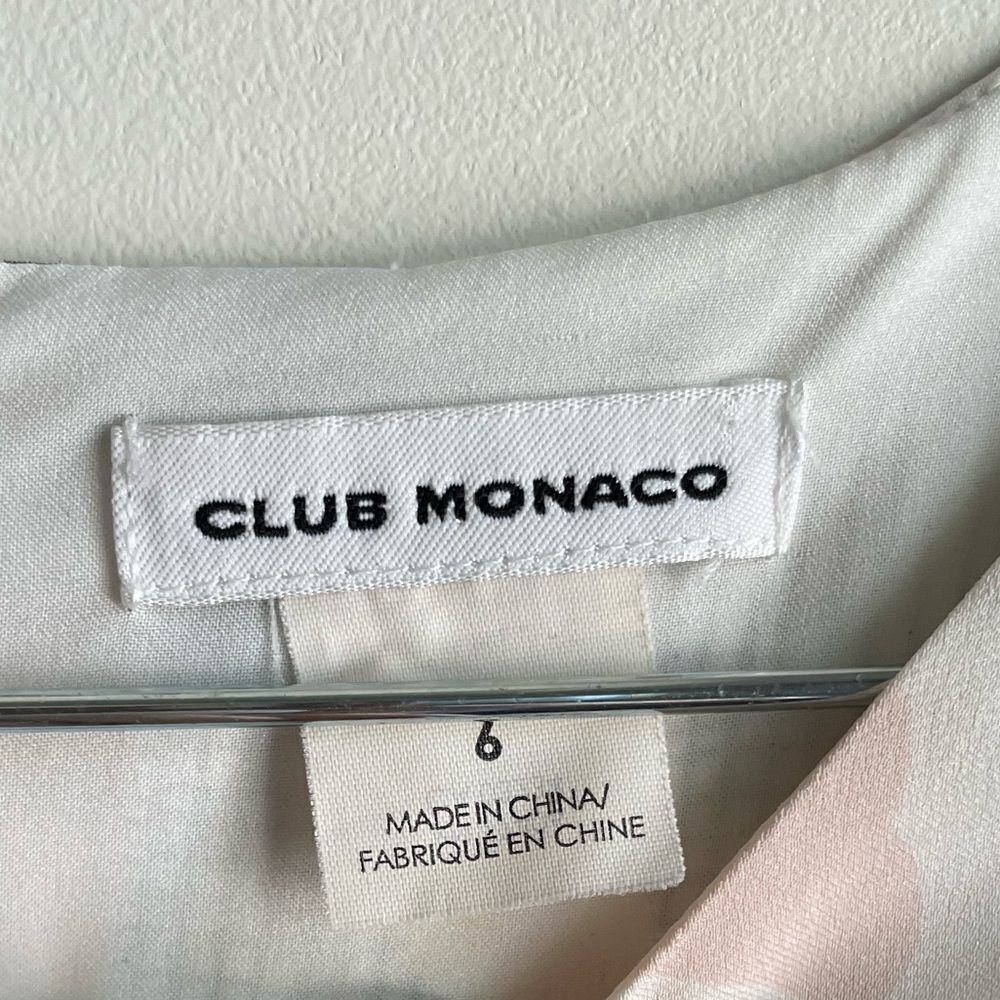 CLUB MONACO
6
MADE IN CHINA/
FABRIQUÉ EN CHINE